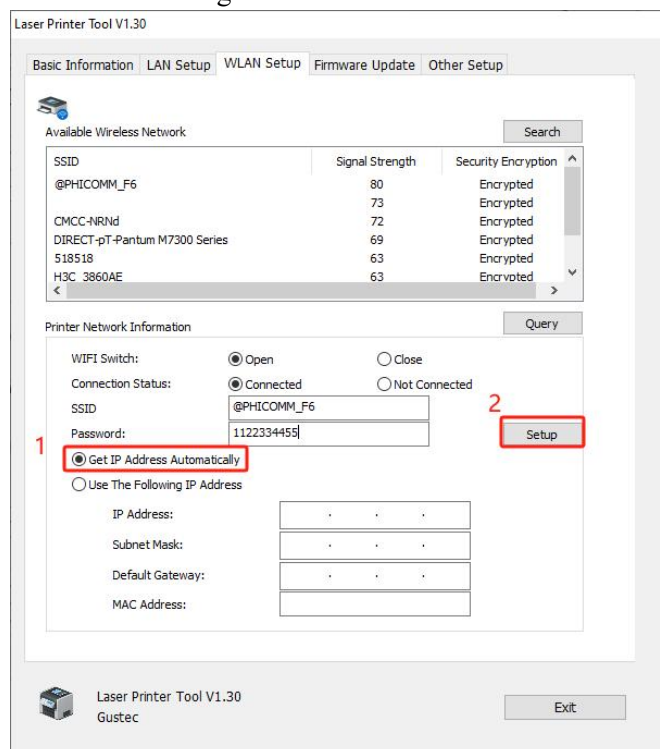 Laser Printer Tool V1.30
Basic Information LAN Setup WLAN Setup Firmware Update Other Setup
Available Wireless Network Search
SSID Signal Strength Security Encryption
@PHICOMM_F6 80 Encrypted
73 Encrypted
CMCC-NRNd 72 Encrypted
DIRECT-pT-Pantum M7300 Series 69 Encrypted
518518 63 Encrypted
H3C_3860AE 63 Encrypted
Printer Network Information Query
WIFI Switch: Open Close
Connection Status: Connected Not Connected
SSID @PHICOMM_F6 2
Password: 1122334455 Setup
1 Get IP Address Automatically
Use The Following IP Address
IP Address: . . .
Subnet Mask: . . .
Default Gateway: . . .
MAC Address:
Laser Printer Tool V1.30
Gustec Exit